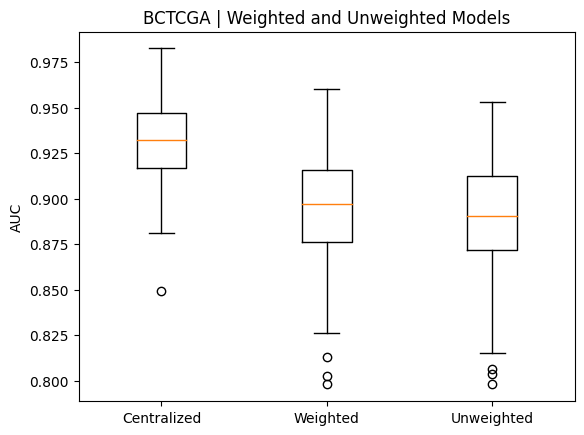 BCTCGA | Weighted and Unweighted Models
AUC
0.975
0.950
0.925
0.900
0.875
0.850
0.825
0.800
Centralized
Weighted
Unweighted